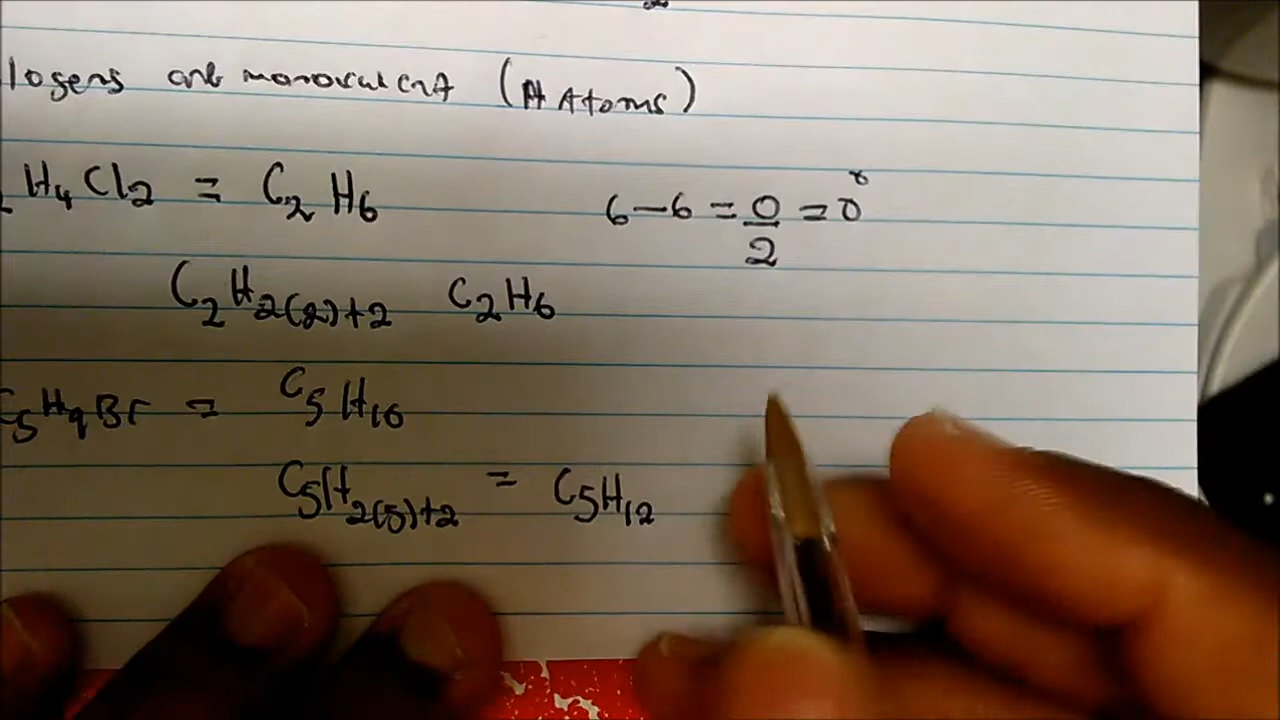 logens are monovalent (H Atoms)
H4Cl2 = C2H6 6-6 = 0/2 = 0°
C2H2(2)+2 C2H6
C5H9Br = C5H10
C5H2(5)+2 = C5H12